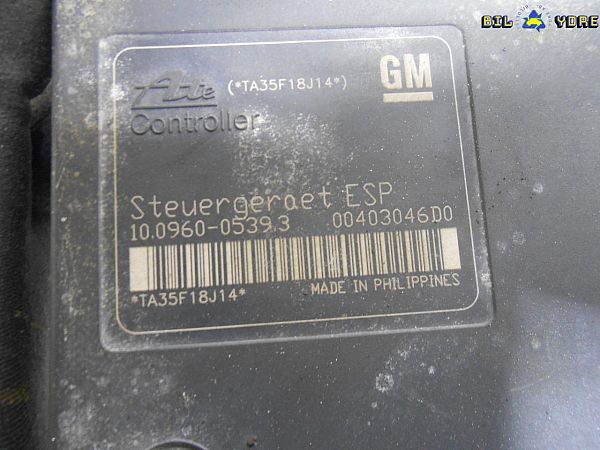 BIL YDRE
Ate (*TA35F18J14*) GM
Controller
Steuergeraet ESP
10.0960-0539.3 00403046D0
*TA35F18J14* MADE IN PHILIPPINES